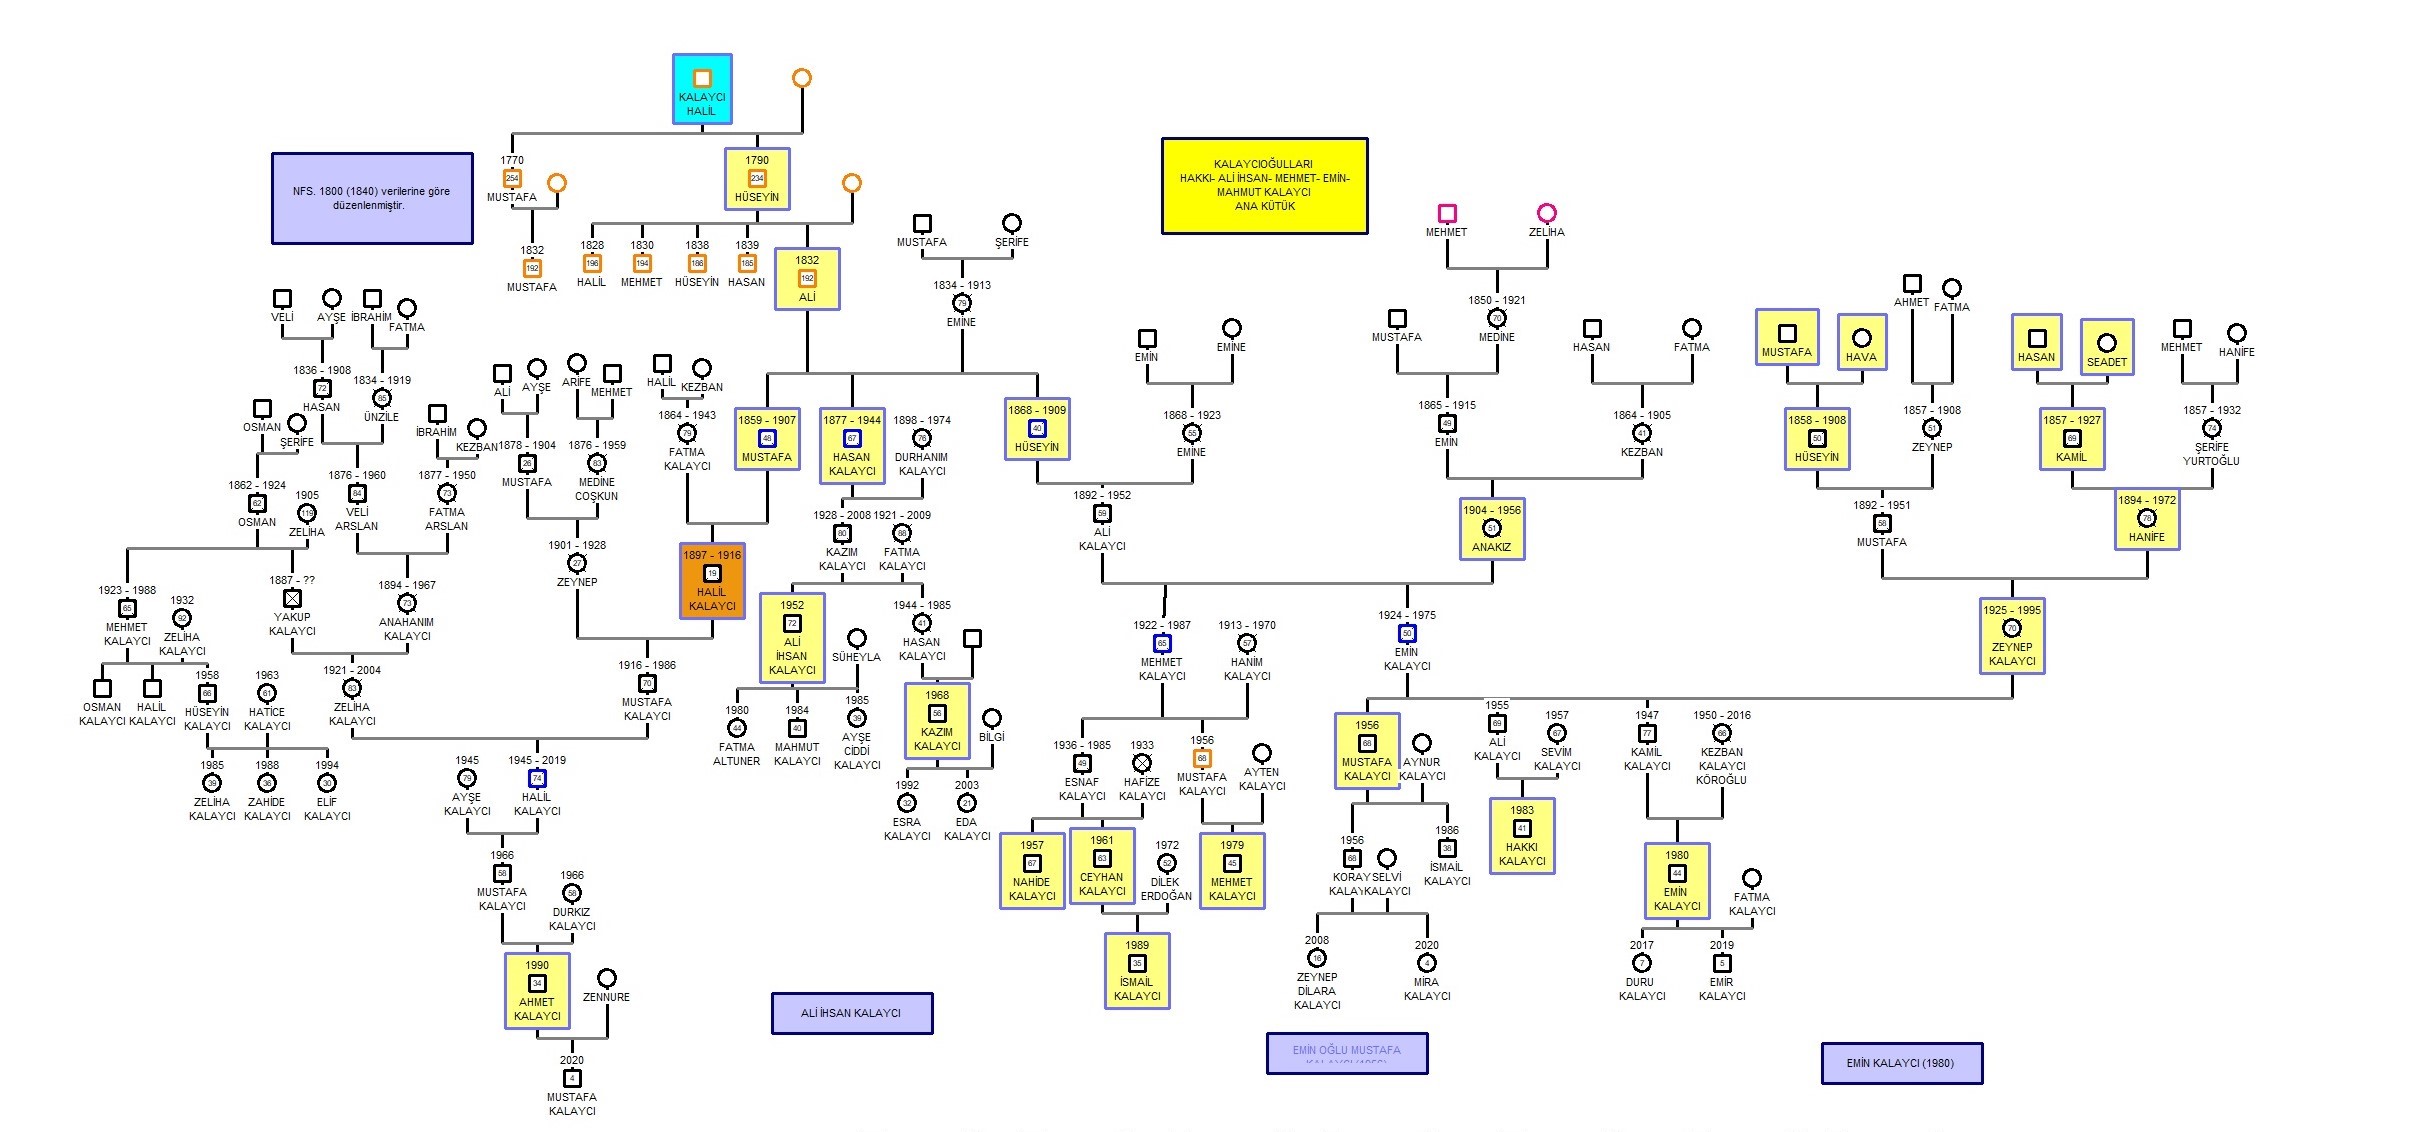 KALAYCI
HALİL
1770
254
MUSTAFA
1790
234
HÜSEYİN
NFS. 1800 (1840) verilerine göre
düzenlenmiştir.
KALAYCIOĞULLARI
HAKKI- ALİ İHSAN- MEHMET- EMİN-
MAHMUT KALAYCI
ANA KÜTÜK
1832
192
MUSTAFA
1828
196
HALİL
1830
194
MEHMET
1838
186
HÜSEYİN
1839
185
HASAN
1832
192
ALİ
MUSTAFA
ŞERİFE
1834 - 1913
79
EMİNE
MEHMET
ZELİHA
1850 - 1921
70
MEDİNE
VELİ
AYŞE
İBRAHİM
FATMA
1836 - 1908
72
HASAN
1834 - 1919
85
ÜNZİLE
OSMAN
ŞERİFE
İBRAHİM
KEZBAN
ALİ
AYŞE
ARİFE
MEHMET
HALİL
KEZBAN
EMİN
EMİNE
MUSTAFA
HASAN
FATMA
MUSTAFA
HAVA
AHMET
FATMA
HASAN
SEADET
MEHMET
HANİFE
1862 - 1924
62
OSMAN
1905
119
ZELİHA
1876 - 1960
84
VELİ
ARSLAN
1877 - 1950
73
FATMA
ARSLAN
1878 - 1904
26
MUSTAFA
1876 - 1959
83
MEDİNE
COŞKUN
1864 - 1943
79
FATMA
KALAYCI
1859 - 1907
48
MUSTAFA
1877 - 1944
67
HASAN
KALAYCI
1898 - 1974
76
DURHANIM
KALAYCI
1868 - 1909
40
HÜSEYİN
1868 - 1923
55
EMİNE
1865 - 1915
49
EMİN
1864 - 1905
41
KEZBAN
1858 - 1908
50
HÜSEYİN
1857 - 1908
51
ZEYNEP
1857 - 1927
69
KAMİL
1857 - 1932
74
ŞERİFE
YURTOĞLU
1901 - 1928
27
ZEYNEP
1897 - 1916
19
HALİL
KALAYCI
1928 - 2008
80
KAZIM
KALAYCI
1921 - 2009
88
FATMA
KALAYCI
1892 - 1952
59
ALİ
KALAYCI
1904 - 1956
51
ANAKIZ
1892 - 1951
58
MUSTAFA
1894 - 1972
78
HANİFE
1923 - 1988
65
MEHMET
KALAYCI
1932
92
ZELİHA
KALAYCI
1887 - ??
YAKUP
KALAYCI
1894 - 1967
73
ANAHANIM
KALAYCI
1952
72
ALİ
İHSAN
KALAYCI
SÜHEYLA
1944 - 1985
41
HASAN
KALAYCI
1922 - 1987
65
MEHMET
KALAYCI
1913 - 1970
57
HANİM
KALAYCI
1924 - 1975
50
EMİN
KALAYCI
1925 - 1995
70
ZEYNEP
KALAYCI
OSMAN
KALAYCI
HALİL
KALAYCI
1958
66
HÜSEYİN
KALAYCI
1963
61
HATİCE
KALAYCI
1921 - 2004
83
ZELİHA
KALAYCI
1916 - 1986
70
MUSTAFA
KALAYCI
1980
44
FATMA
ALTUNER
1984
40
MAHMUT
KALAYCI
1985
39
AYŞE
CİDDİ
KALAYCI
1968
56
KAZIM
KALAYCI
BİLGİ
1985
39
ZELİHA
KALAYCI
1988
36
ZAHİDE
KALAYCI
1994
30
ELİF
KALAYCI
1945
79
AYŞE
KALAYCI
1945 - 2019
74
HALİL
KALAYCI
1992
32
ESRA
KALAYCI
2003
21
EDA
KALAYCI
1936 - 1985
49
ESNAF
KALAYCI
1933
HAFİZE
KALAYCI
1956
68
MUSTAFA
KALAYCI
AYTEN
KALAYCI
1956
68
MUSTAFA
KALAYCI
AYNUR
KALAYCI
1955
69
ALİ
KALAYCI
1957
67
SEVİM
KALAYCI
1947
77
KAMİL
KALAYCI
1950 - 2016
66
KEZBAN
KALAYCI
KÖROĞLU
1957
67
NAHİDE
KALAYCI
1961
63
CEYHAN
KALAYCI
1972
52
DİLEK
ERDOĞAN
1979
45
MEHMET
KALAYCI
1956
68
KORAY
KALAY
SELVİ
KALAYCI
1986
38
İSMAİL
KALAYCI
1983
41
HAKKI
KALAYCI
1980
44
EMİN
KALAYCI
FATMA
KALAYCI
1966
58
MUSTAFA
KALAYCI
1966
58
DURKIZ
KALAYCI
1990
34
AHMET
KALAYCI
ZENNURE
1989
35
İSMAİL
KALAYCI
2008
16
ZEYNEP
DİLARA
KALAYCI
2020
4
MİRA
KALAYCI
2017
7
DURU
KALAYCI
2019
5
EMİR
KALAYCI
2020
4
MUSTAFA
KALAYCI
ALİ İHSAN KALAYCI
EMİN OĞLU MUSTAFA
KALAYCI (1956)
EMİN KALAYCI (1980)